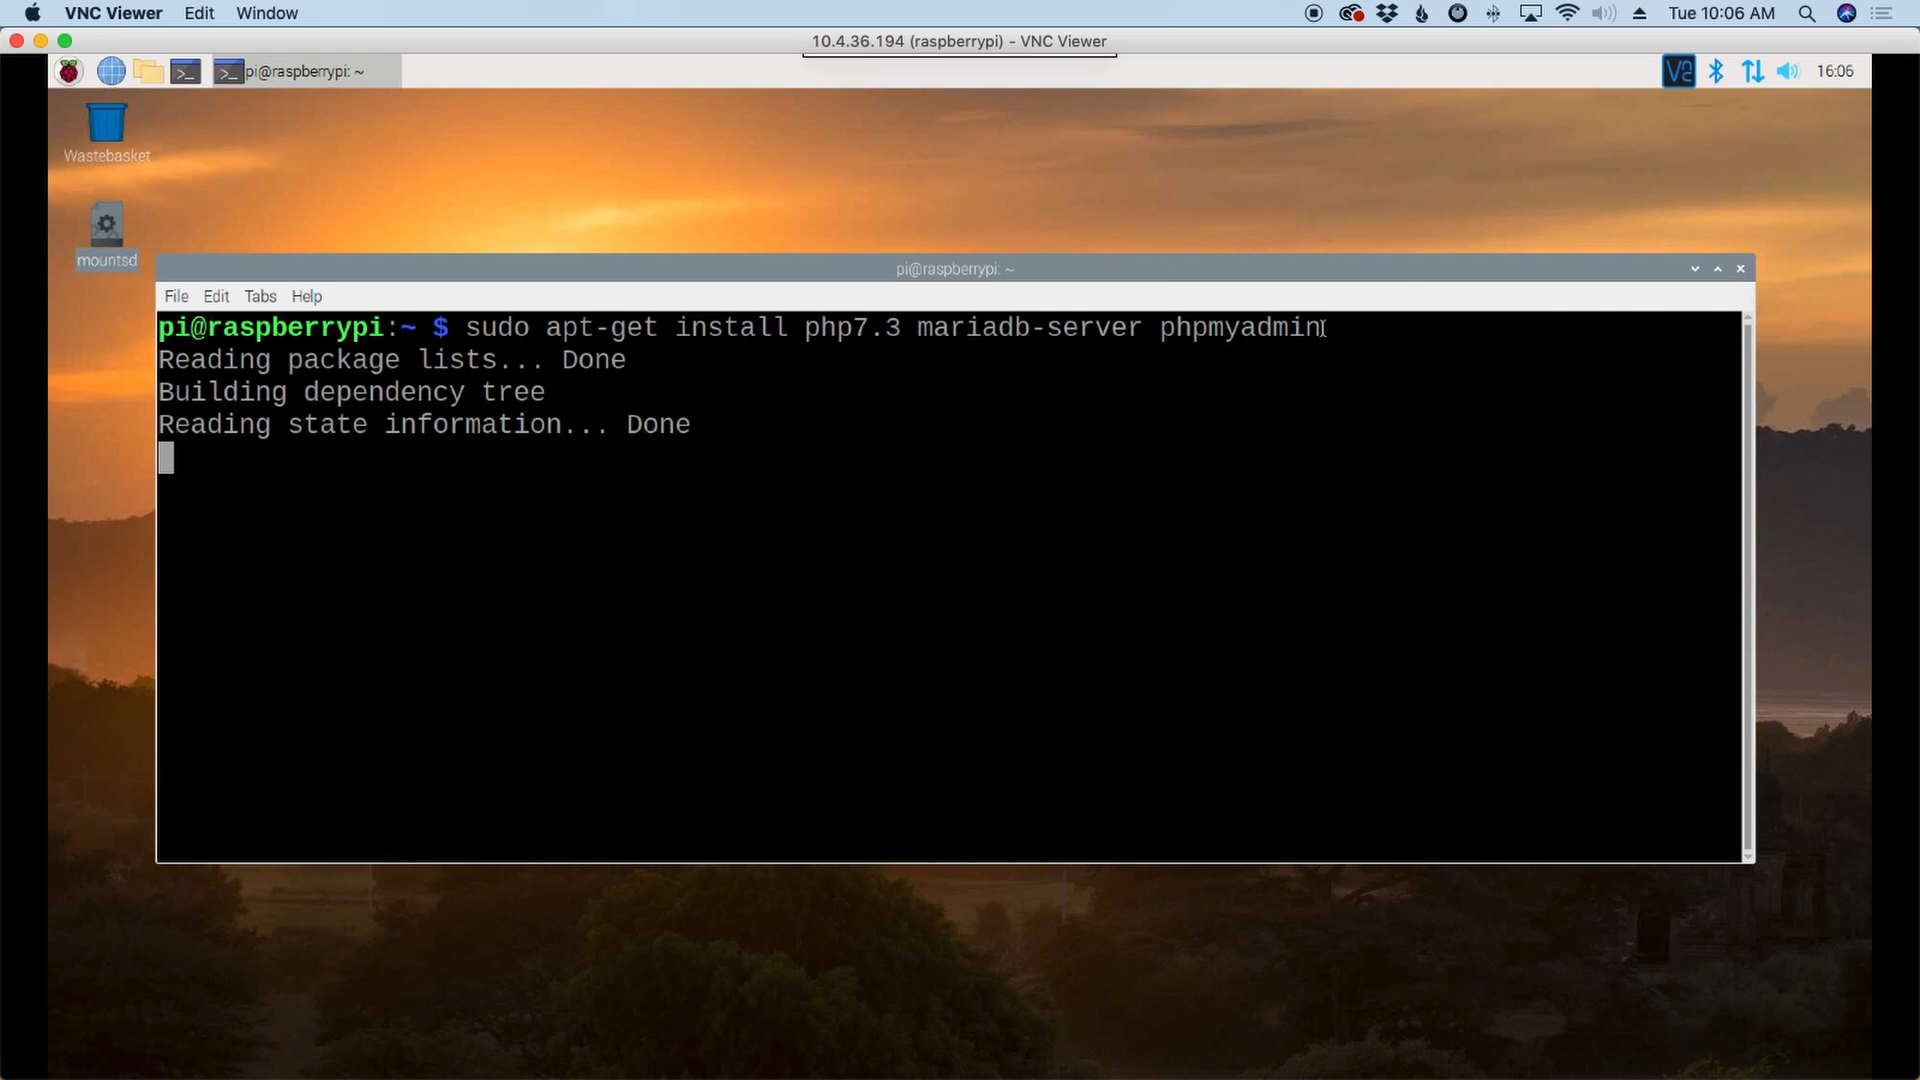 VNC Viewer Edit Window Tue 10:06 AM
10.4.36.194 (raspberrypi) - VNC Viewer
>_ >_ pi@raspberrypi: ~ 16:06
Wastebasket
mountsd
pi@raspberrypi: ~
File Edit Tabs Help
pi@raspberrypi:~ $ sudo apt-get install php7.3 mariadb-server phpmyadmin
Reading package lists... Done
Building dependency tree
Reading state information... Done